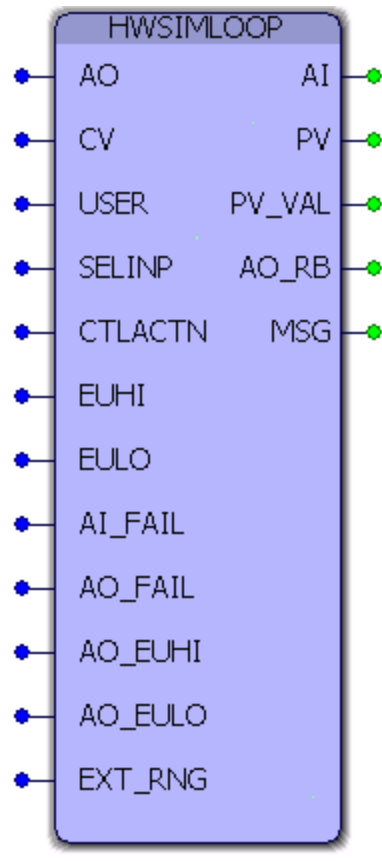 HWSIMLOOP
AO AI
CV PV
USER PV_VAL
SELINP AO_RB
CTLACTN MSG
EUHI
EULO
AI_FAIL
AO_FAIL
AO_EUHI
AO_EULO
EXT_RNG